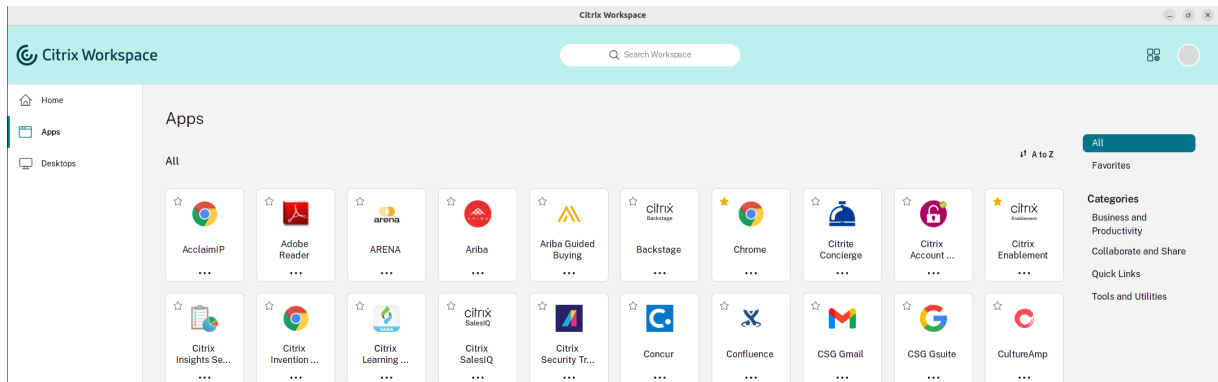 Citrix Workspace
Citrix Workspace
Search Workspace
Home
Apps
Desktops
Apps
All
A to Z
AcclaimIP
Adobe
Reader
arena
ARENA
ARIBA
Ariba
Ariba Guided
Buying
citrix
Backstage
Backstage
Chrome
Citrite
Concierge
Citrix
Account ...
citrix
Enablement
Citrix
Enablement
Citrix
Insights Se...
Citrix
Invention ...
SARA
Citrix
Learning ...
citrix
SalesIQ
Citrix
SalesIQ
Citrix
Security Tr...
Concur
Confluence
CSG Gmail
CSG Gsuite
CultureAmp
All
Favorites
Categories
Business and
Productivity
Collaborate and Share
Quick Links
Tools and Utilities